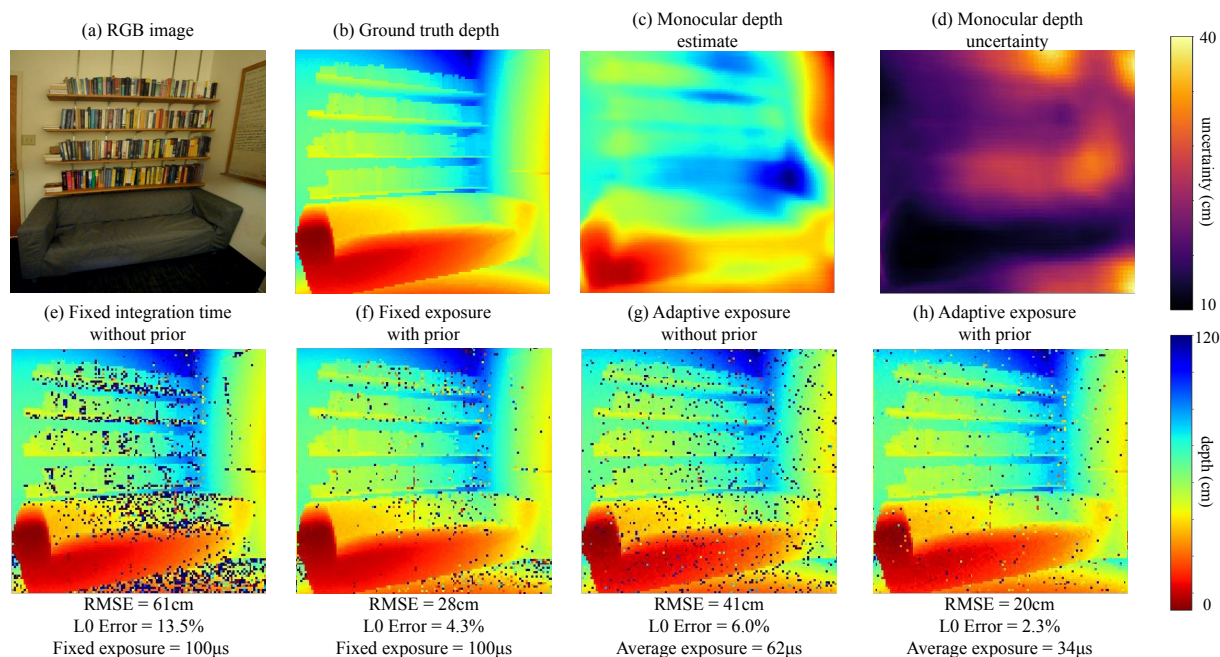 (a) RGB image
(b) Ground truth depth
(c) Monocular depth
estimate
(d) Monocular depth
uncertainty
40
uncertainty (cm)
10
(e) Fixed integration time
without prior
(f) Fixed exposure
with prior
(g) Adaptive exposure
without prior
(h) Adaptive exposure
with prior
120
depth (cm)
0
RMSE = 61cm
L0 Error = 13.5%
Fixed exposure = 100μs
RMSE = 28cm
L0 Error = 4.3%
Fixed exposure = 100μs
RMSE = 41cm
L0 Error = 6.0%
Average exposure = 62μs
RMSE = 20cm
L0 Error = 2.3%
Average exposure = 34μs